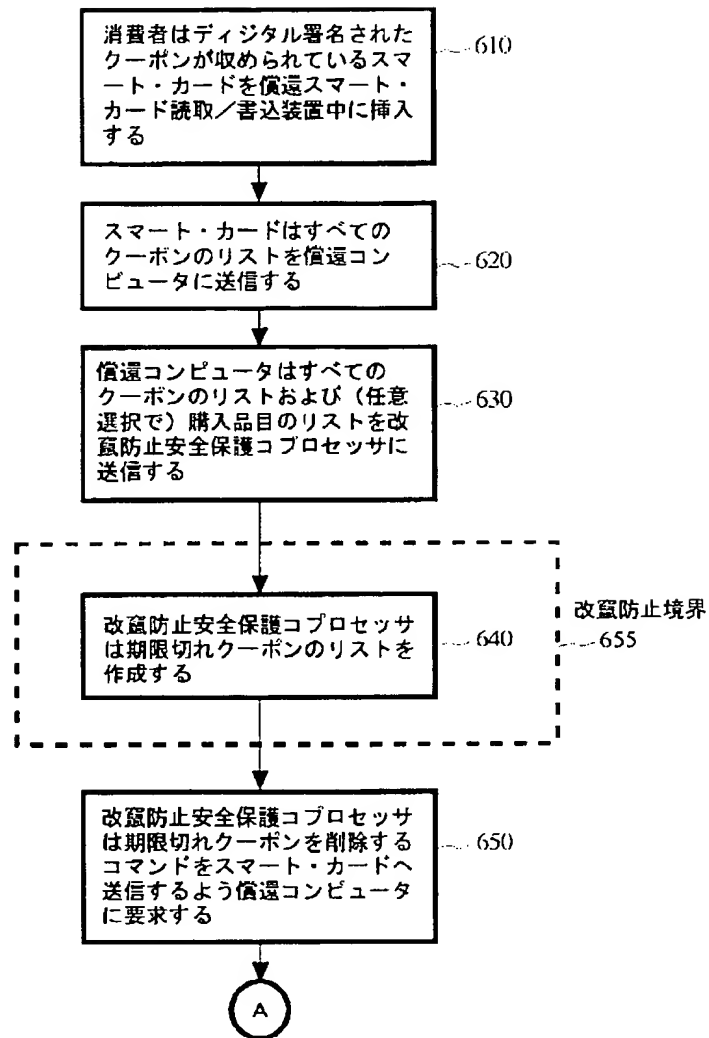 消費者はディジタル署名された
クーポンが収められているスマ
ート・カードを償還スマート・
カード読取/書込装置中に挿入
する
610
スマート・カードはすべての
クーポンのリストを償還コン
ピュータに送信する
620
償還コンピュータはすべての
クーポンのリストおよび(任意
選択で)購入品目のリストを改
竄防止安全保護コプロセッサに
送信する
630
改竄防止安全保護コプロセッサ
は期限切れクーポンのリストを
作成する
640
改竄防止境界
655
改竄防止安全保護コプロセッサ
は期限切れクーポンを削除する
コマンドをスマート・カードへ
送信するよう償還コンピュータ
に要求する
650
A